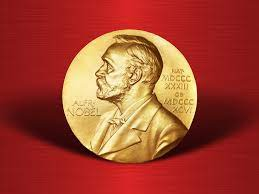 ALFR·
NOBEL
NAT·
MDCCC
XXXIII
OB·
MDCCC
XCVI